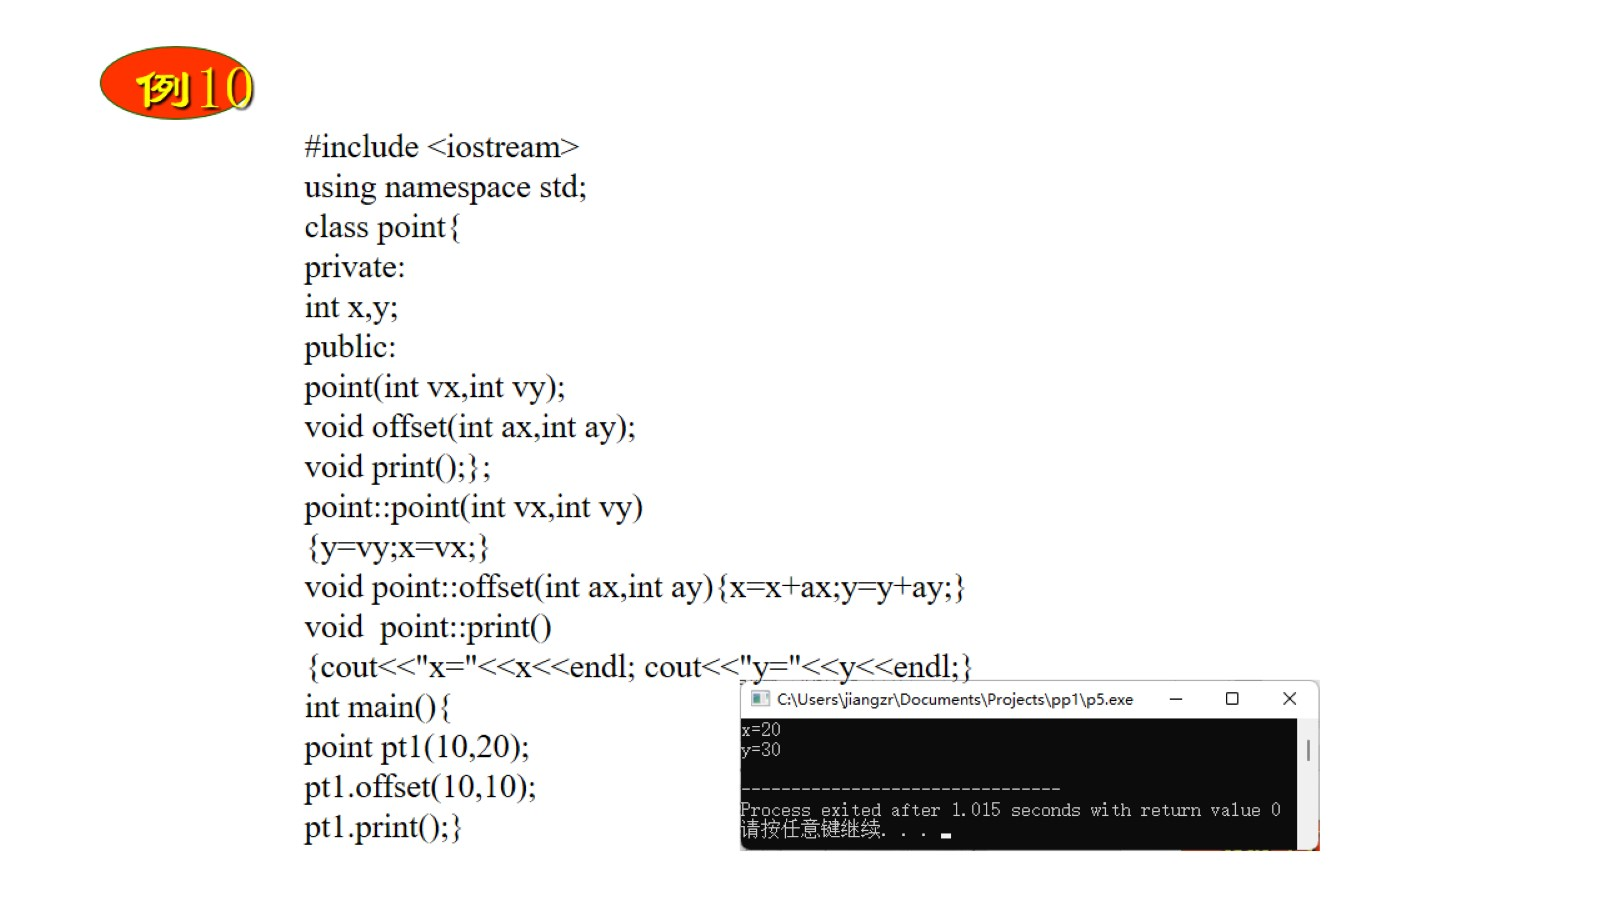 例10
#include <iostream>
using namespace std;
class point{
private:
int x,y;
public:
point(int vx,int vy);
void offset(int ax,int ay);
void print();};
point::point(int vx,int vy)
{y=vy;x=vx;}
void point::offset(int ax,int ay){x=x+ax;y=y+ay;}
void  point::print()
{cout<<"x="<<x<<endl; cout<<"y="<<y<<endl;}
int main(){
point pt1(10,20);
pt1.offset(10,10);
pt1.print();}
C:\Users\jiangzr\Documents\Projects\pp1\p5.exe
x=20
y=30
--------------------------------
Process exited after 1.015 seconds with return value 0
请按任意键继续. . .